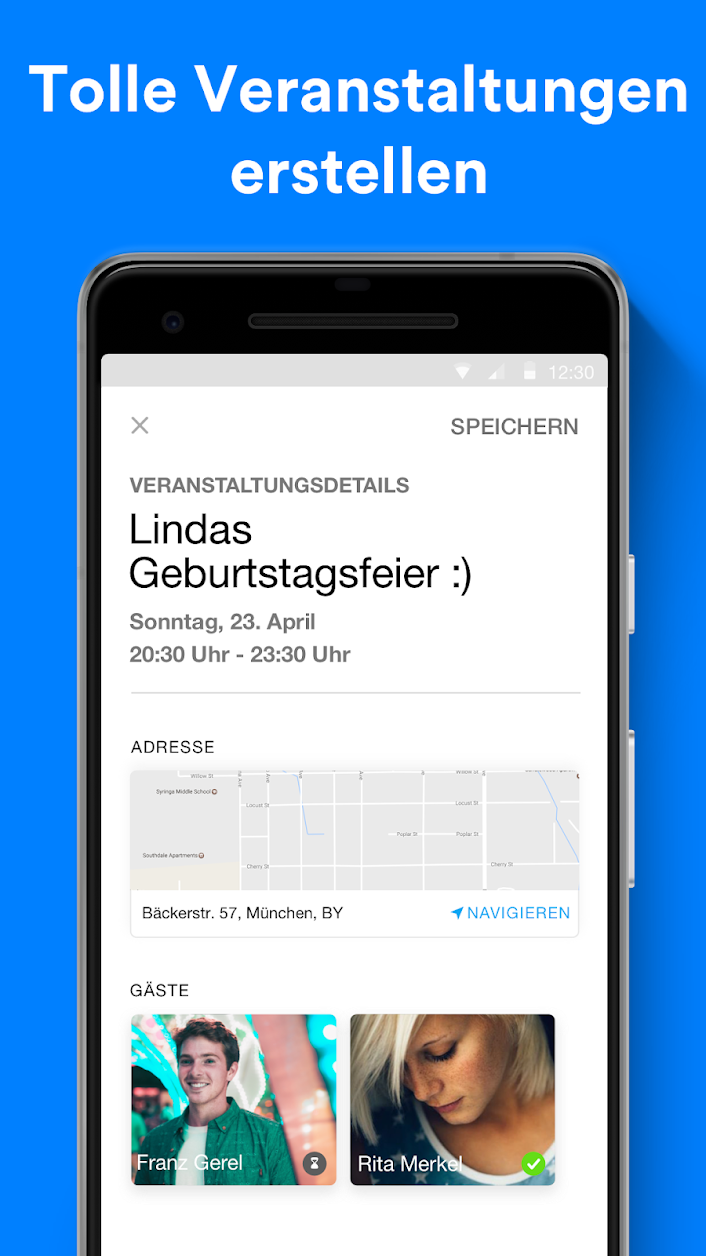 Tolle Veranstaltungen
erstellen
12:30
SPEICHERN
VERANSTALTUNGSDETAILS
Lindas
Geburtstagsfeier :)
Sonntag, 23. April
20:30 Uhr - 23:30 Uhr
ADRESSE
Willow St
Willow St
Syringa Middle School
Locust St
Locust St
Poplar St
Poplar St
Southdale Apartments
Cherry St
Cherry St
Bäckerstr. 57, München, BY
NAVIGIEREN
GÄSTE
Franz Gerel
Rita Merkel